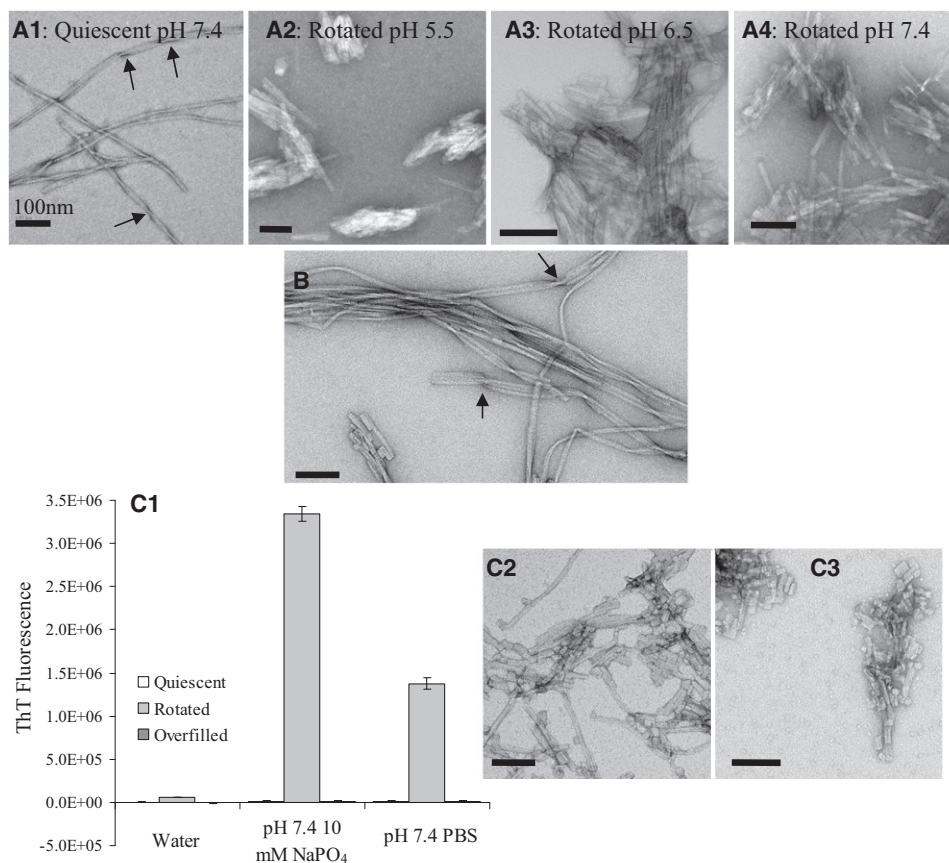 A1: Quiescent pH 7.4
A2: Rotated pH 5.5
A3: Rotated pH 6.5
A4: Rotated pH 7.4
100nm
B
C1
3.5E+06
3.0E+06
2.5E+06
2.0E+06
1.5E+06
1.0E+06
5.0E+05
0.0E+00
-5.0E+05
ThT Fluorescence
Quiescent
Rotated
Overfilled
Water
pH 7.4 10
mM NaPO₄
pH 7.4 PBS
C2
C3